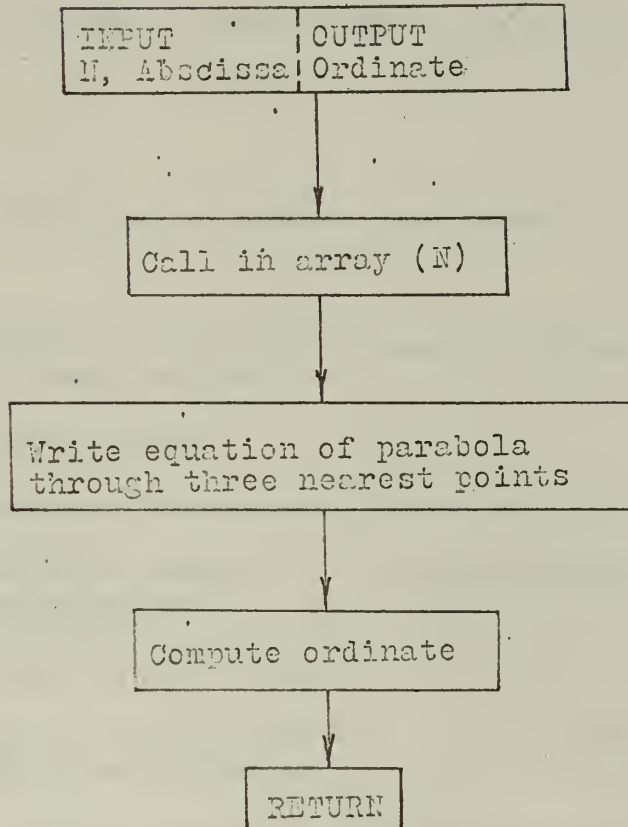 INPUT
N, Abscissa
OUTPUT
Ordinate
Call in array (N)
Write equation of parabola
through three nearest points
Compute ordinate
RETURN